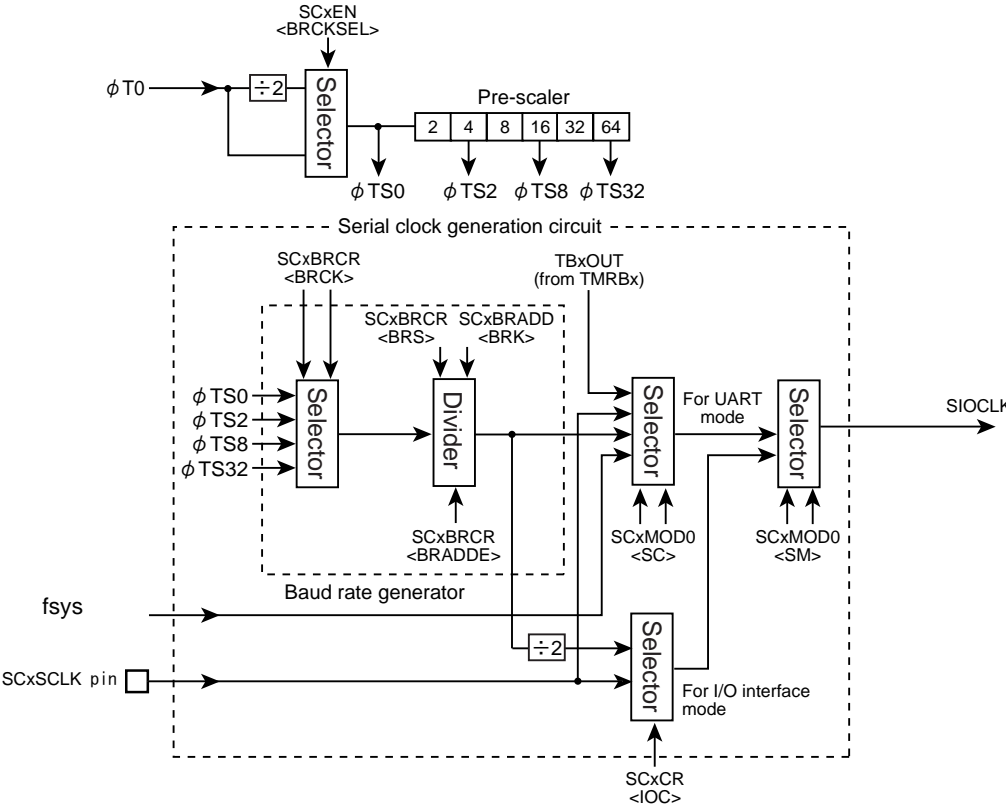 SCxEN
<BRCKSEL>
φT0
÷2
Selector
Pre-scaler
2 4 8 16 32 64
φTS0 φTS2 φTS8 φTS32
Serial clock generation circuit
SCxBRCR
<BRCK>
TBxOUT
(from TMRBx)
SCxBRCR
<BRS>
SCxBRADD
<BRK>
φTS0
φTS2
φTS8
φTS32
Selector
Divider
Selector
For UART
mode
Selector
SIOCLK
SCxBRCR
<BRADDE>
SCxMOD0
<SC>
SCxMOD0
<SM>
Baud rate generator
fsys
÷2
Selector
SCxSCLK pin
For I/O interface
mode
SCxCR
<IOC>